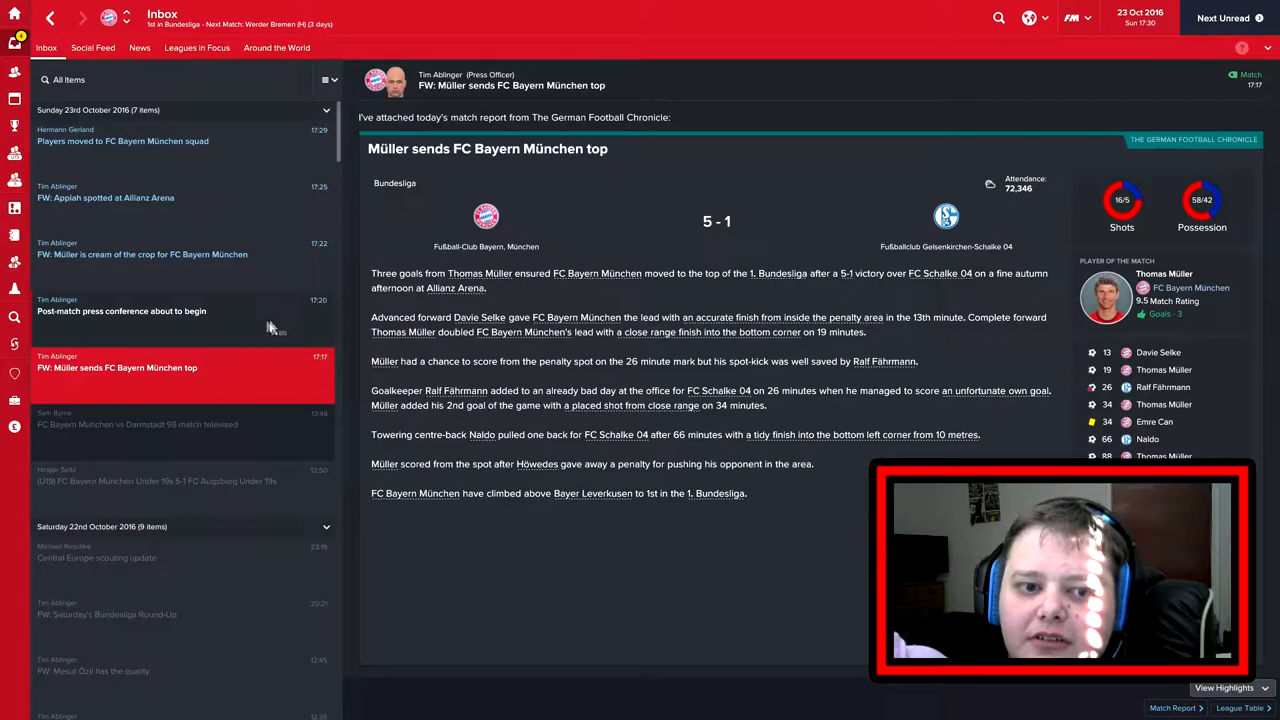 Inbox
1st in Bundesliga - Next Match: Werder Bremen (H) (3 days)
4
FM
23 Oct 2016
Sun 17:30
Next Unread
Inbox
Social Feed
News
Leagues in Focus
Around the World
All Items
Sunday 23rd October 2016 (7 items)
Hermann Gerland
17:29
Players moved to FC Bayern München squad
Tim Ablinger
17:25
FW: Appiah spotted at Allianz Arena
Tim Ablinger
17:22
FW: Müller is cream of the crop for FC Bayern München
Tim Ablinger
17:20
Post-match press conference about to begin
Tim Ablinger
17:17
FW: Müller sends FC Bayern München top
Sam Byrne
13:49
FC Bayern München vs Darmstadt 98 match televised
Holger Seitz
12:50
(U19) FC Bayern München Under 19s 5-1 FC Augsburg Under 19s
Saturday 22nd October 2016 (9 items)
Michael Reschke
23:19
Central Europe scouting update
Tim Ablinger
20:21
FW: Saturday's Bundesliga Round-Up
Tim Ablinger
12:45
FW: Mesut Özil has the quality
Tim Ablinger
12:35
Tim Ablinger (Press Officer)
FW: Müller sends FC Bayern München top
Match
17:17
I've attached today's match report from The German Football Chronicle:
THE GERMAN FOOTBALL CHRONICLE
Müller sends FC Bayern München top
Bundesliga
Attendance:
72,346
5 - 1
Fußball-Club Bayern, München
Fußballclub Gelsenkirchen-Schalke 04
Three goals from Thomas Müller ensured FC Bayern München moved to the top of the 1. Bundesliga after a 5-1 victory over FC Schalke 04 on a fine autumn
afternoon at Allianz Arena.
Advanced forward Davie Selke gave FC Bayern München the lead with an accurate finish from inside the penalty area in the 13th minute. Complete forward
Thomas Müller doubled FC Bayern München's lead with a close range finish into the bottom corner on 19 minutes.
Müller had a chance to score from the penalty spot on the 26 minute mark but his spot-kick was well saved by Ralf Fährmann.
Goalkeeper Ralf Fährmann added to an already bad day at the office for FC Schalke 04 on 26 minutes when he managed to score an unfortunate own goal.
Müller added his 2nd goal of the game with a placed shot from close range on 34 minutes.
Towering centre-back Naldo pulled one back for FC Schalke 04 after 66 minutes with a tidy finish into the bottom left corner from 10 metres.
Müller scored from the spot after Höwedes gave away a penalty for pushing his opponent in the area.
FC Bayern München have climbed above Bayer Leverkusen to 1st in the 1. Bundesliga.
16/5
58/42
Shots
Possession
PLAYER OF THE MATCH
Thomas Müller
FC Bayern München
9.5 Match Rating
Goals - 3
13 Davie Selke
19 Thomas Müller
26 Ralf Fährmann
34 Thomas Müller
34 Emre Can
66 Naldo
88 Thomas Müller
View Highlights
Match Report
League Table